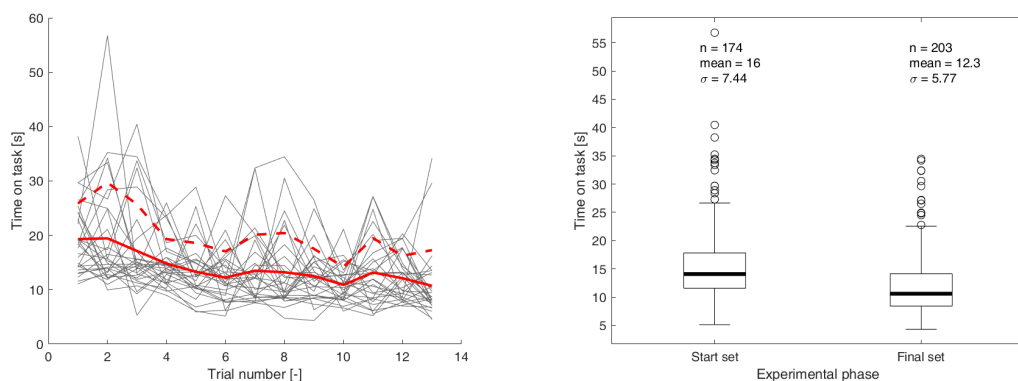 60
50
40
30
20
10
0
0
2
4
6
8
10
12
14
Time on task [s]
Trial number [-]
55
50
45
40
35
30
25
20
15
10
5
Time on task [s]
n = 174
mean = 16
σ = 7.44
n = 203
mean = 12.3
σ = 5.77
Start set
Final set
Experimental phase